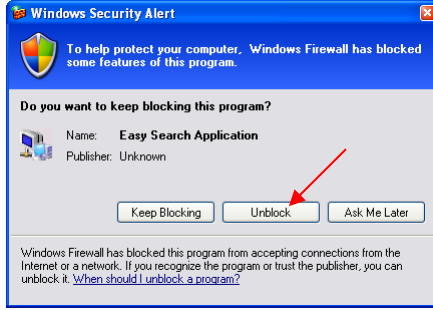 Windows Security Alert
To help protect your computer, Windows Firewall has blocked
some features of this program.
Do you want to keep blocking this program?
Name: Easy Search Application
Publisher: Unknown
Keep Blocking Unblock Ask Me Later
Windows Firewall has blocked this program from accepting connections from the
Internet or a network. If you recognize the program or trust the publisher, you can
unblock it. When should I unblock a program?